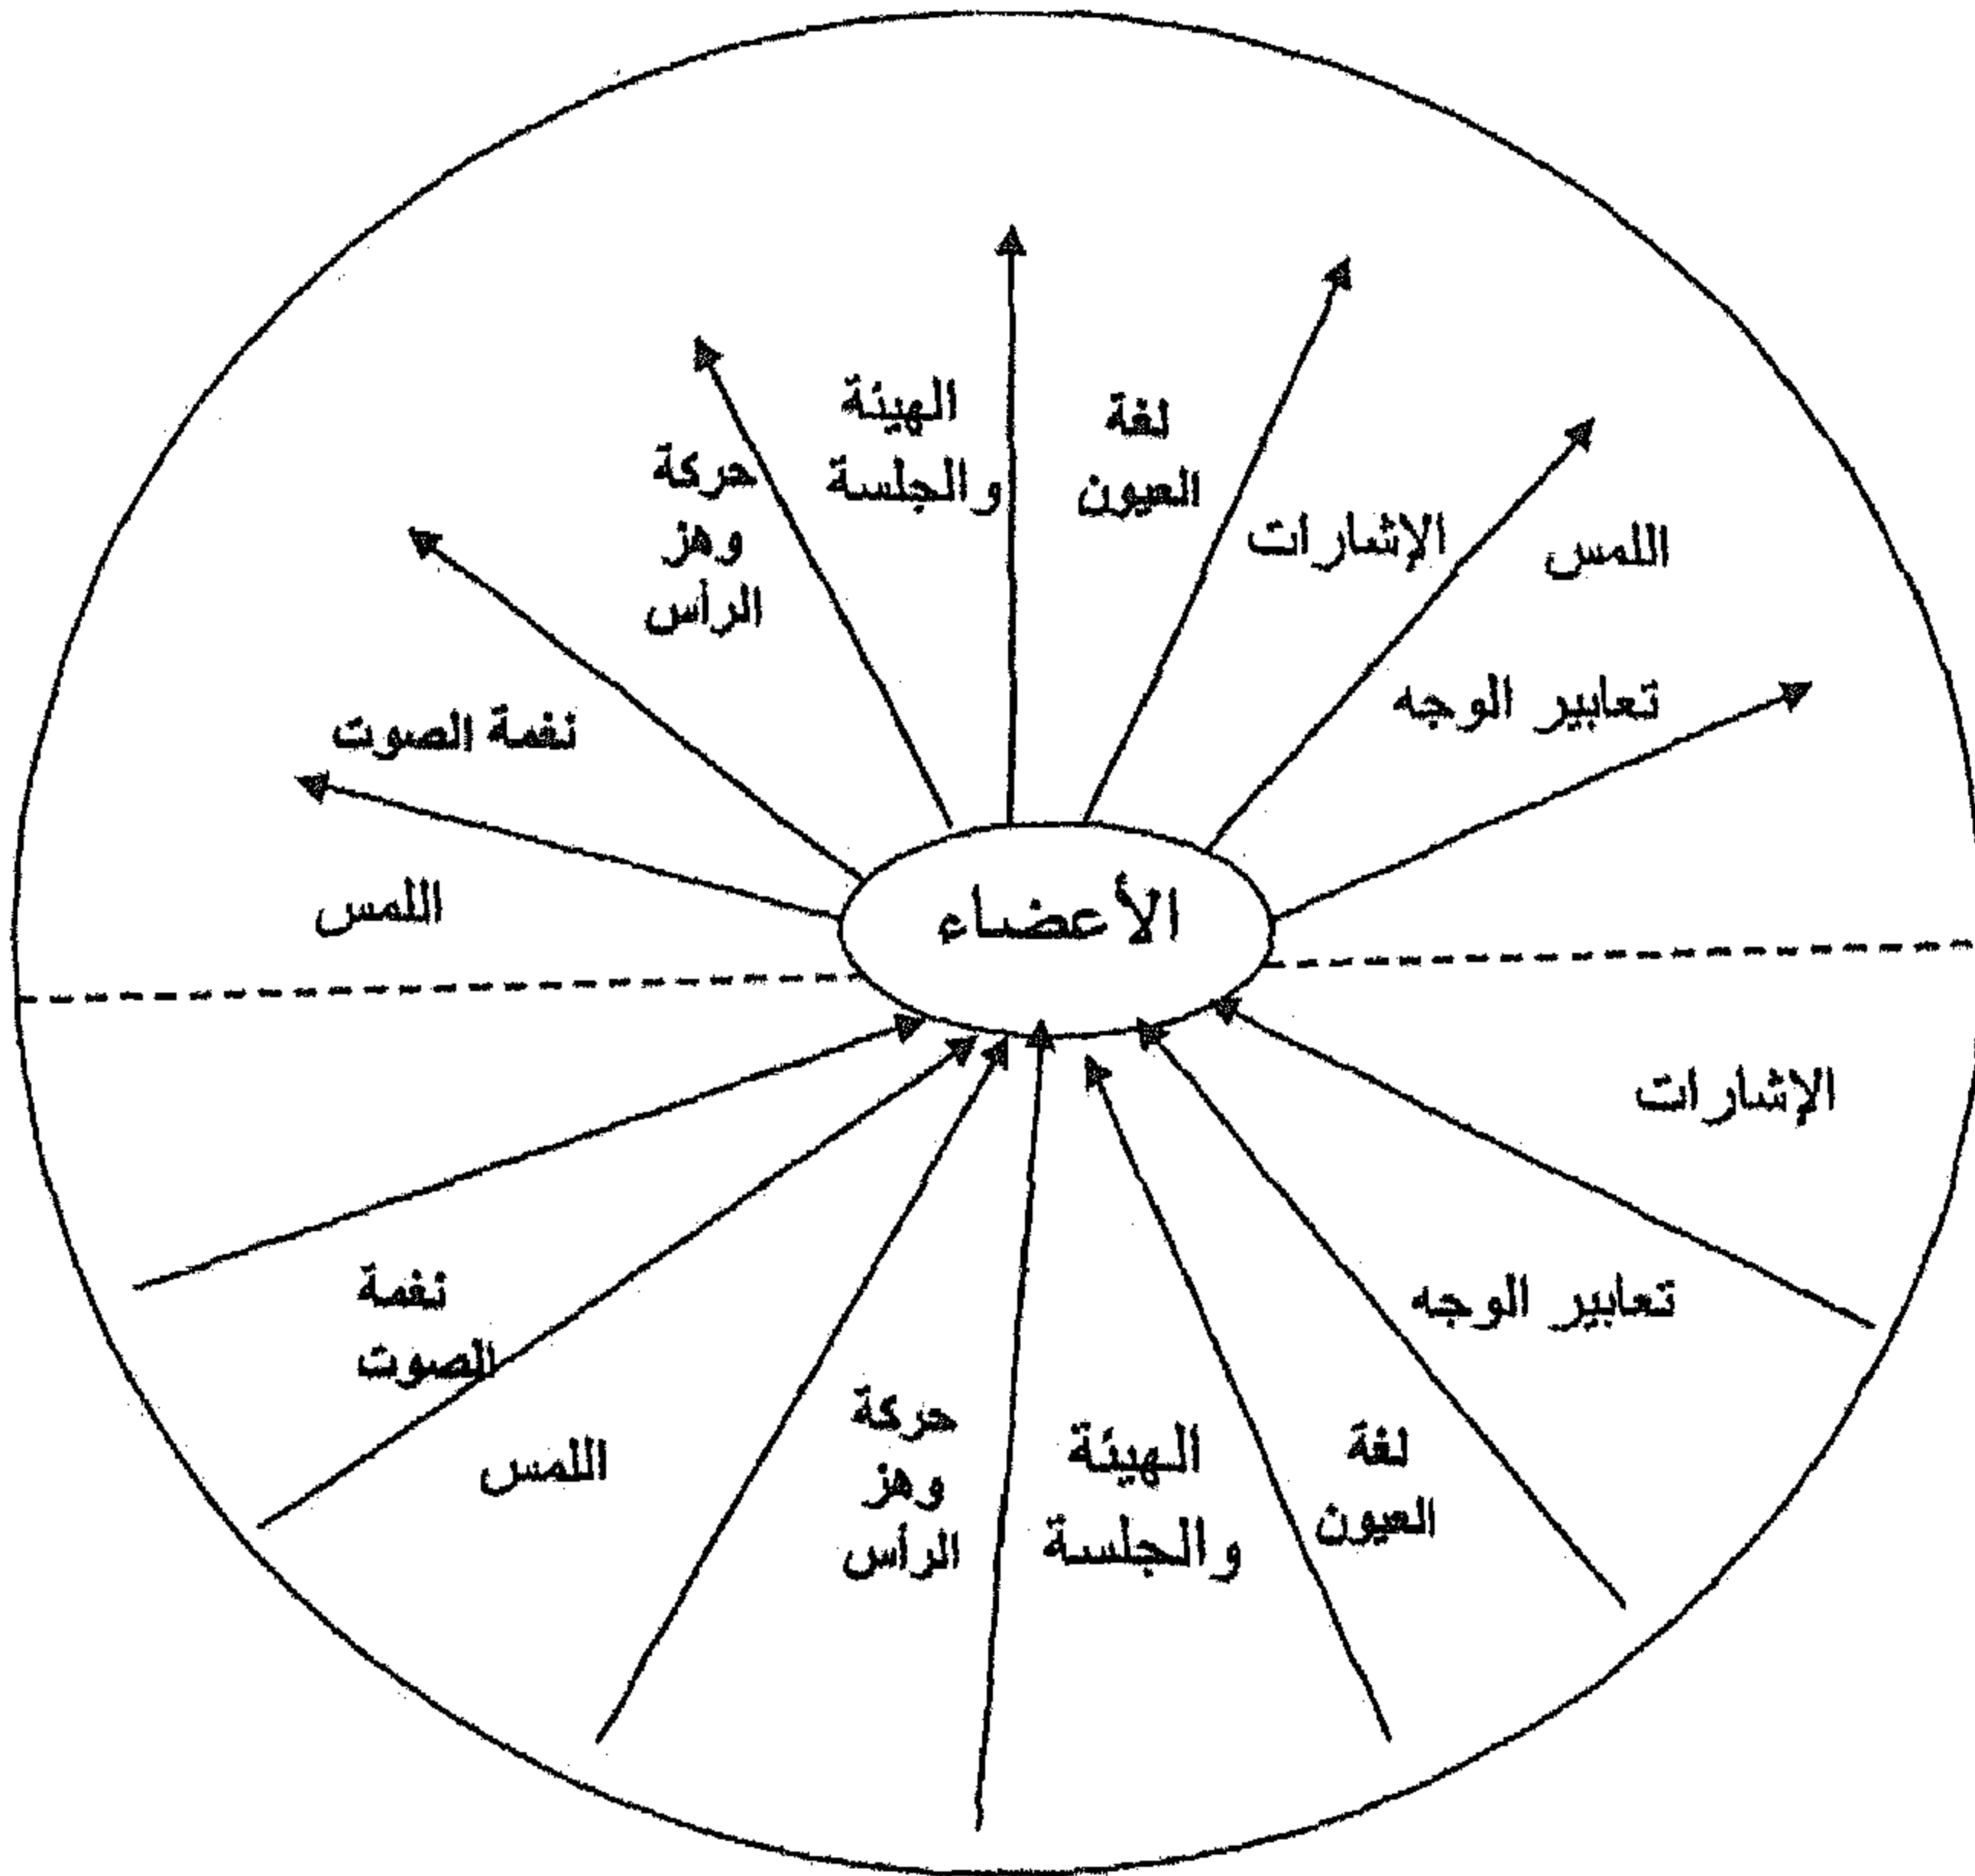 لغة
العيون
الهيئة
والجلسة
حركة
وهز
الرأس
الإشارات
اللمس
تعابير الوجه
نغمة الصوت
اللمس
الأعضاء
الإشارات
تعابير الوجه
نغمة
الصوت
لغة
العيون
الهيئة
والجلسة
حركة
وهز
الرأس
اللمس